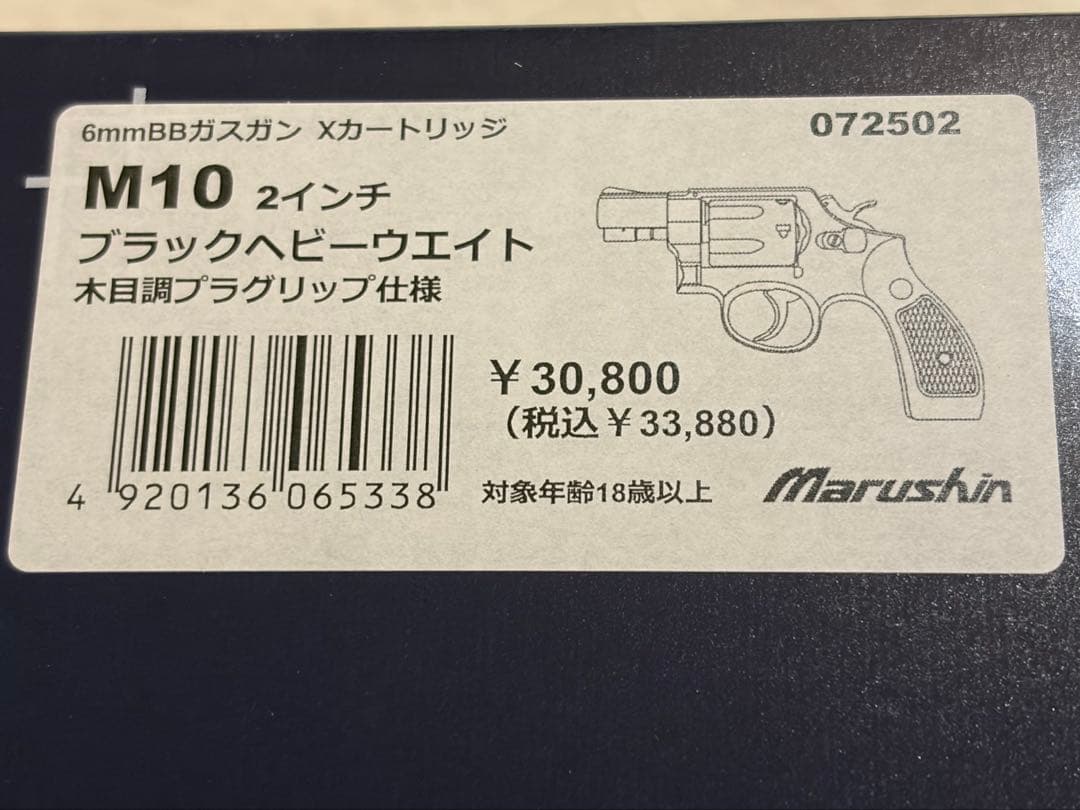 6mmBBガスガン Xカートリッジ
072502
M10 2インチ
ブラックヘビーウエイト
木目調プラグリップ仕様
￥30,800
（税込￥33,880）
4 920136 065338
対象年齢18歳以上
Marushin